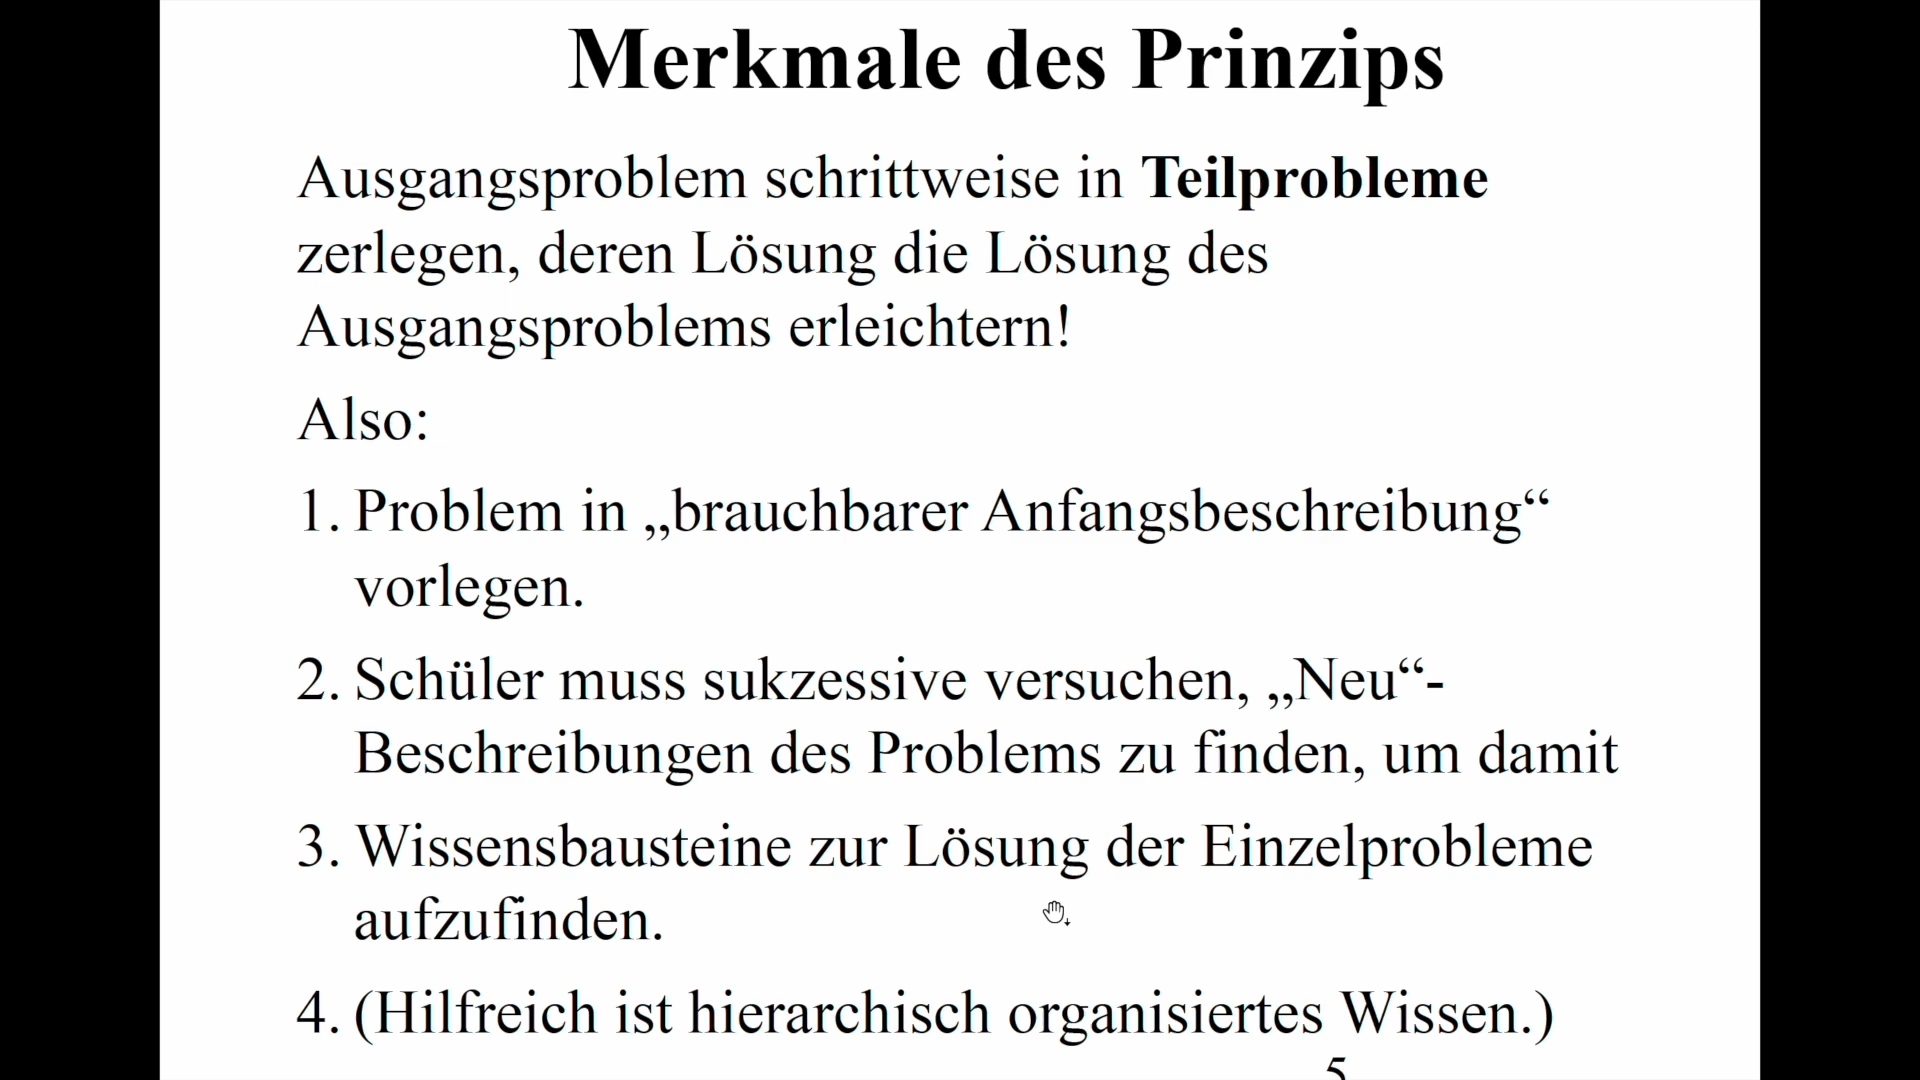 Merkmale des Prinzips
Ausgangsproblem schrittweise in Teilprobleme
zerlegen, deren Lösung die Lösung des
Ausgangsproblems erleichtern!
Also:
1. Problem in „brauchbarer Anfangsbeschreibung“
vorlegen.
2. Schüler muss sukzessive versuchen, „Neu“-
Beschreibungen des Problems zu finden, um damit
3. Wissensbausteine zur Lösung der Einzelprobleme
aufzufinden.
4. (Hilfreich ist hierarchisch organisiertes Wissen.)
5